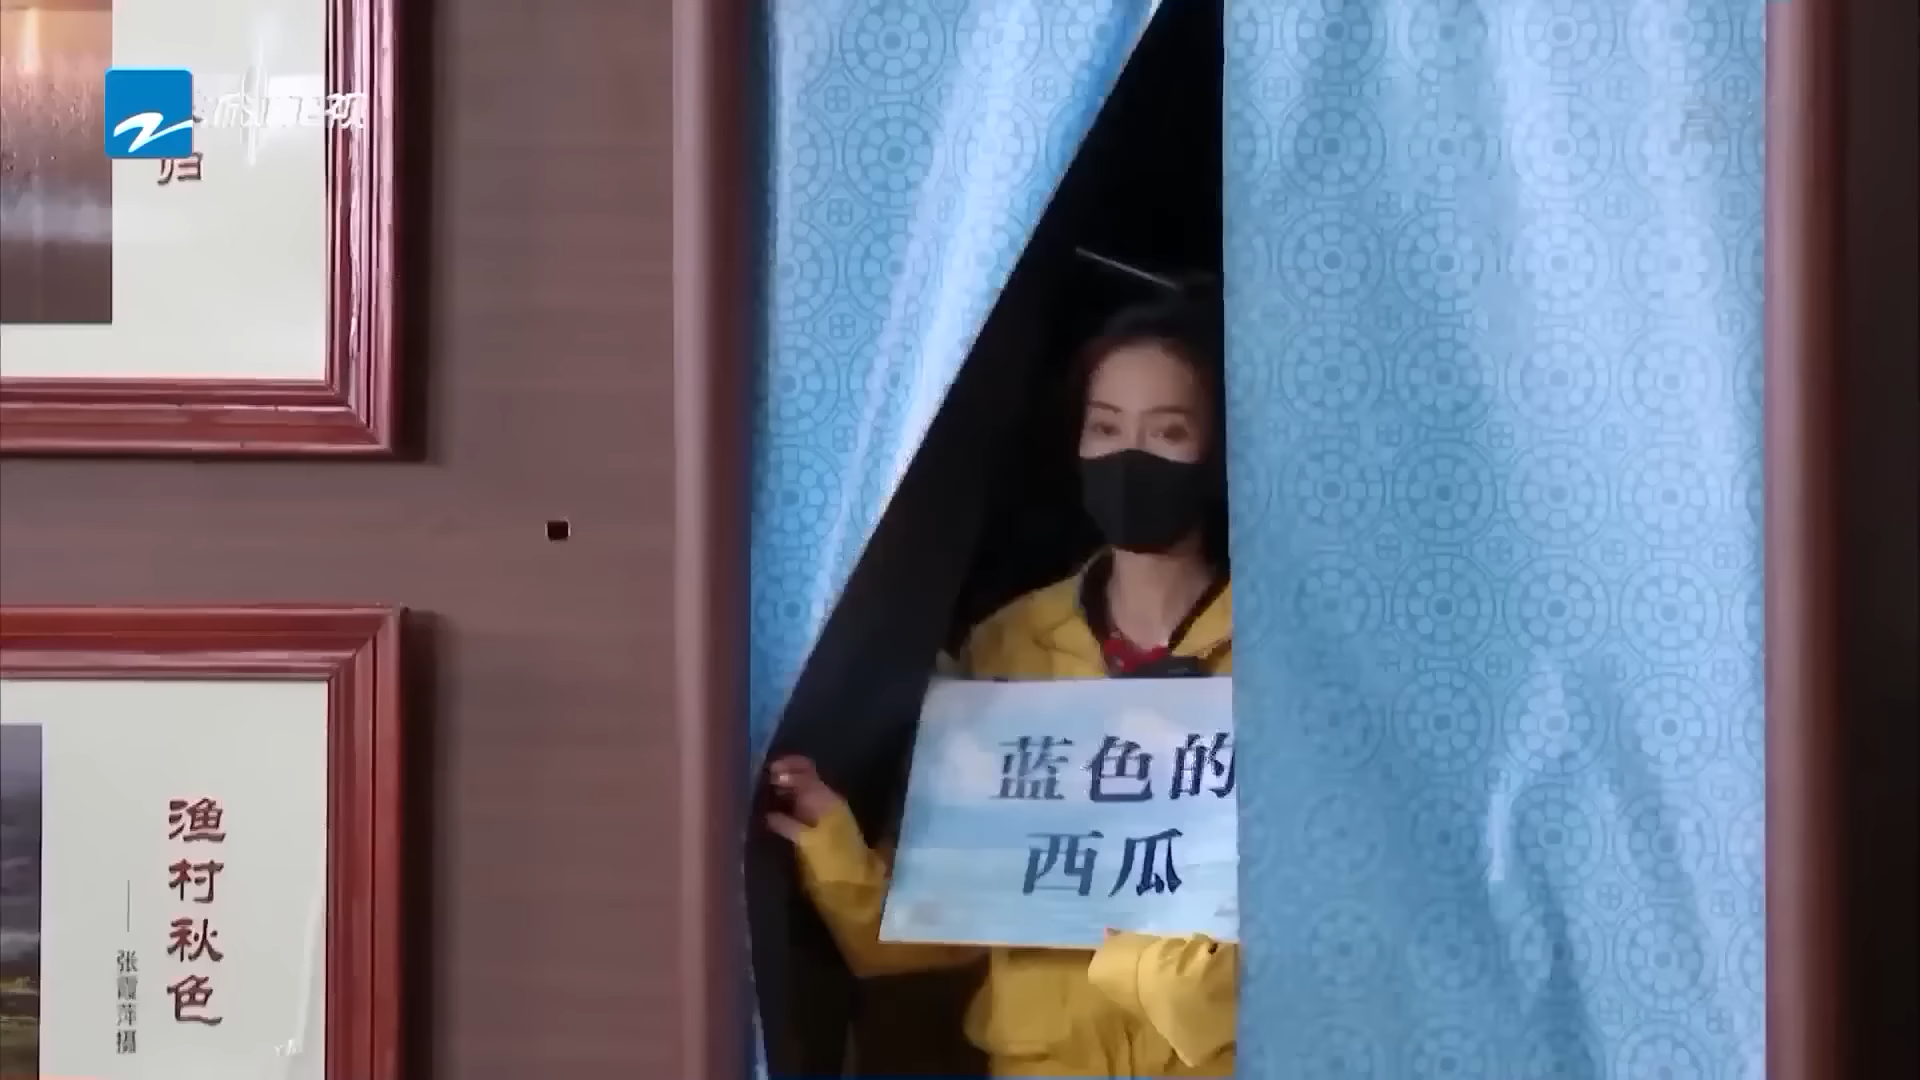 归
蓝色的
西瓜
渔村秋色
——张霞萍摄